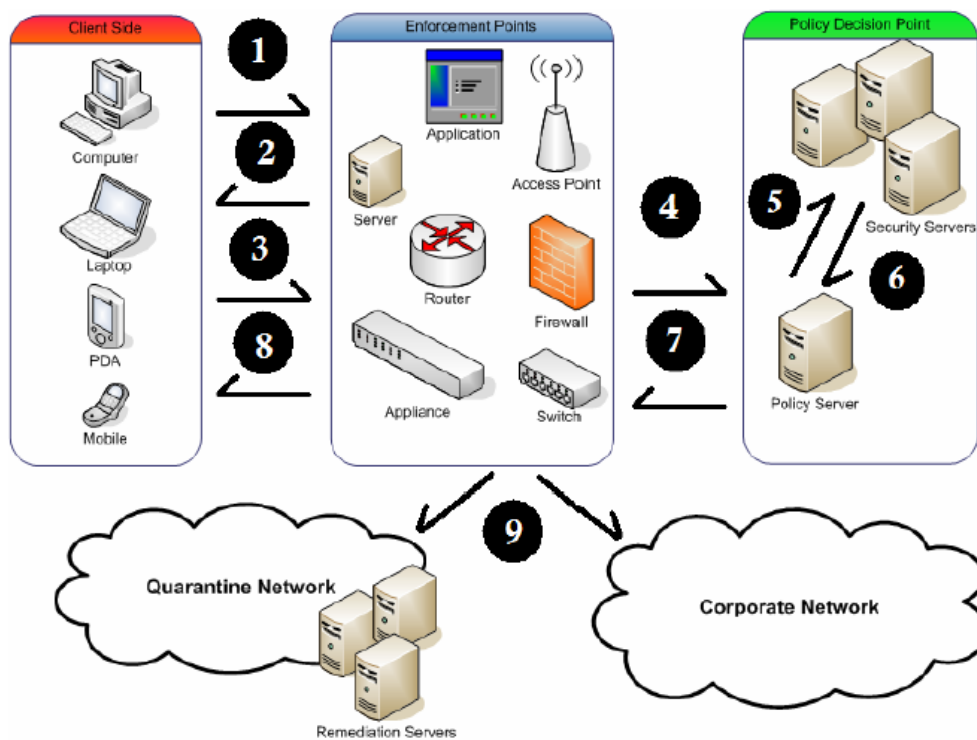 Client Side
Enforcement Points
Policy Decision Point
1
Application
Computer
2
Access Point
Server
4
5
Security Servers
Laptop
3
Router
Firewall
6
PDA
8
7
Appliance
Switch
Policy Server
Mobile
9
Quarantine Network
Corporate Network
Remediation Servers